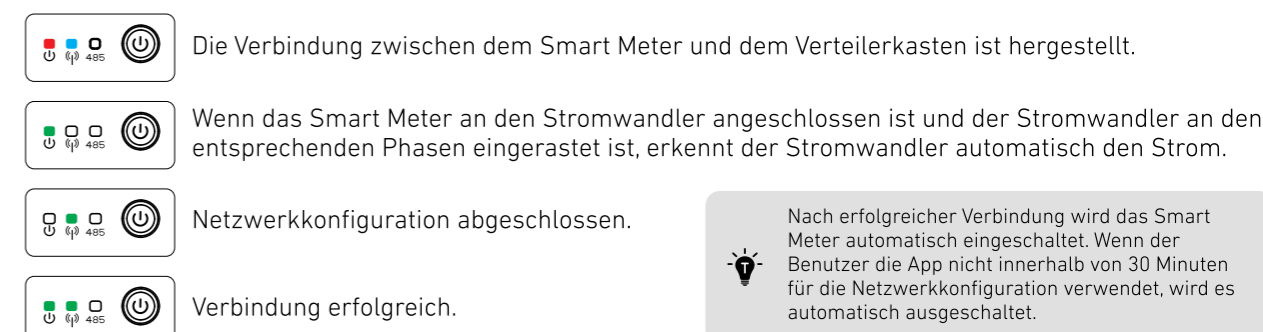 485
Die Verbindung zwischen dem Smart Meter und dem Verteilerkasten ist hergestellt.
485
Wenn das Smart Meter an den Stromwandler angeschlossen ist und der Stromwandler an den
entsprechenden Phasen eingerastet ist, erkennt der Stromwandler automatisch den Strom.
485
Netzwerkkonfiguration abgeschlossen.
485
Verbindung erfolgreich.
T
Nach erfolgreicher Verbindung wird das Smart
Meter automatisch eingeschaltet. Wenn der
Benutzer die App nicht innerhalb von 30 Minuten
für die Netzwerkkonfiguration verwendet, wird es
automatisch ausgeschaltet.